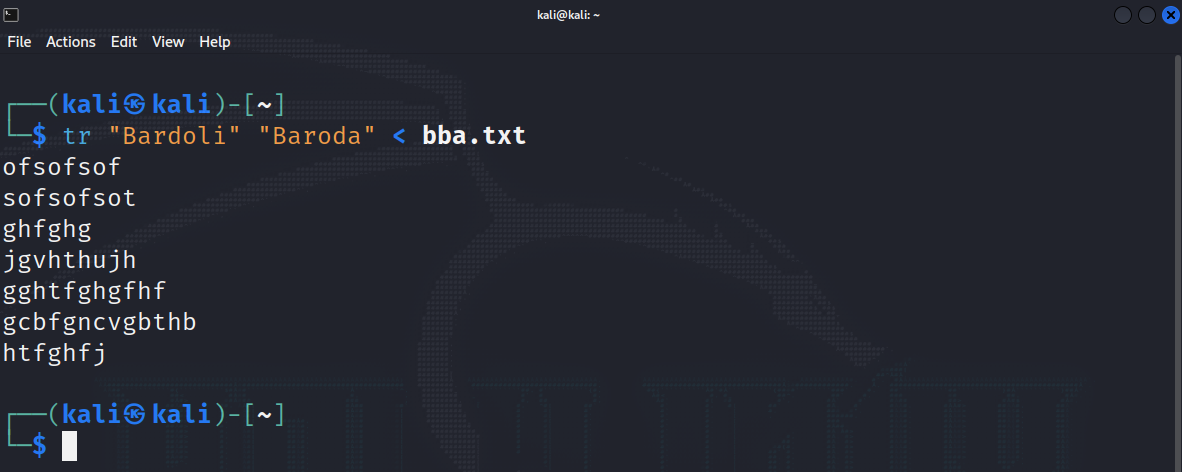 kali@kali: ~
File Actions Edit View Help
┌──(kali㉿kali)-[~]
└─$ tr "Bardoli" "Baroda" < bba.txt
ofsofsof
sofsofsot
ghfghg
jgvhthujh
gghtfghgfhf
gcbfgncvgbthb
htfghfj
┌──(kali㉿kali)-[~]
└─$